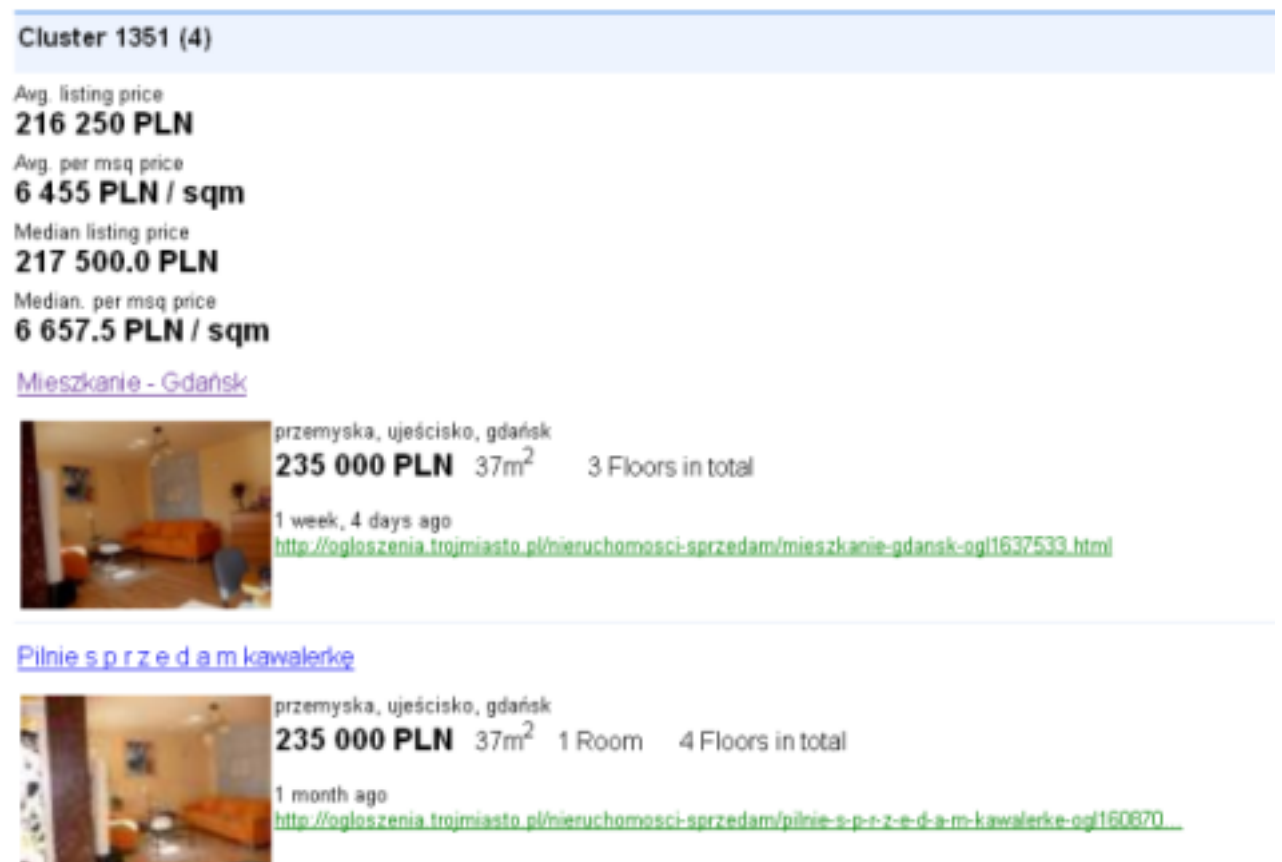 Cluster 1351 (4)
Avg. listing price
216 250 PLN
Avg. per msq price
6 455 PLN / sqm
Median listing price
217 500.0 PLN
Median. per msq price
6 657.5 PLN / sqm
Mieszkanie - Gdańsk
przemyska, ujeścisko, gdańsk
235 000 PLN 37m² 3 Floors in total
1 week, 4 days ago
http://ogloszenia.trojmiasto.pl/nieruchomosci-sprzedam/mieszkanie-gdansk-ogl1637533.html
Pilnie s p r z e d a m kawalerkę
przemyska, ujeścisko, gdańsk
235 000 PLN 37m² 1 Room 4 Floors in total
1 month ago
http://ogloszenia.trojmiasto.pl/nieruchomosci-sprzedam/pilnie-s-p-r-z-e-d-a-m-kawalerke-ogl160870...